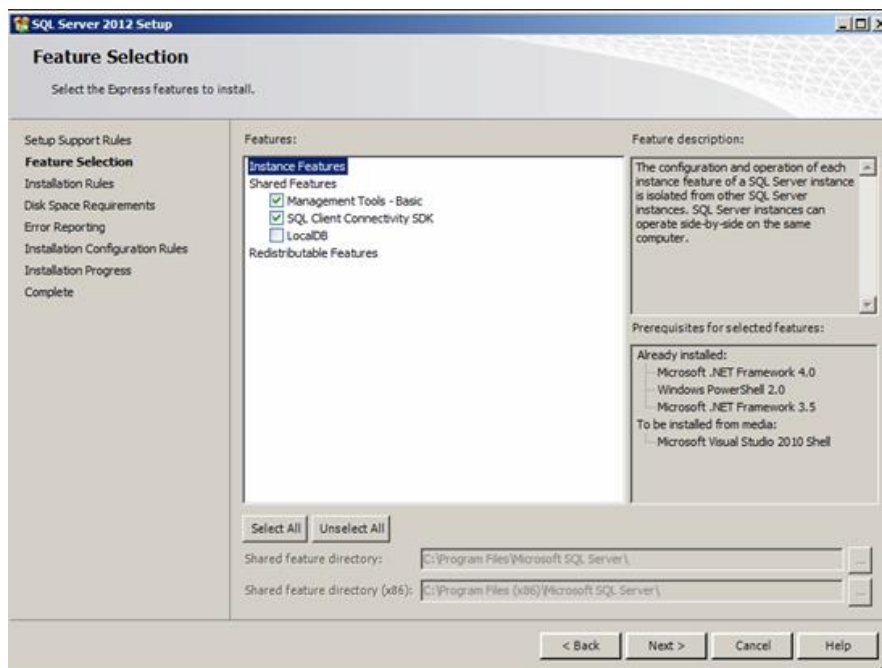 SQL Server 2012 Setup
Feature Selection
Select the Express features to install.
Setup Support Rules
Feature Selection
Installation Rules
Disk Space Requirements
Error Reporting
Installation Configuration Rules
Installation Progress
Complete
Features:
Instance Features
Shared Features
Management Tools - Basic
SQL Client Connectivity SDK
LocalDB
Redistributable Features
Feature description:
The configuration and operation of each
instance feature of a SQL Server instance
is isolated from other SQL Server
instances. SQL Server instances can
operate side-by-side on the same
computer.
Prerequisites for selected features:
Already installed:
Microsoft .NET Framework 4.0
Windows PowerShell 2.0
Microsoft .NET Framework 3.5
To be installed from media:
Microsoft Visual Studio 2010 Shell
Select All Unselect All
Shared feature directory: C:\Program Files\Microsoft SQL Server\ ...
Shared feature directory (x86): C:\Program Files (x86)\Microsoft SQL Server\ ...
< Back Next > Cancel Help